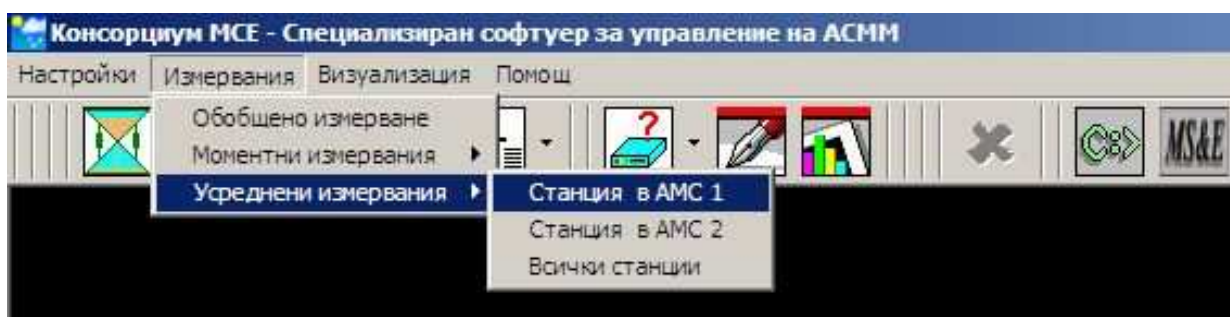 Консорциум МСЕ - Специализиран софтуер за управление на АСММ
Настройки Измервания Визуализация Помощ
Обобщено измерване
Моментни измервания
Усреднени измервания
Станция в АМС 1
Станция в АМС 2
Всички станции
?
C:\>
MS&E